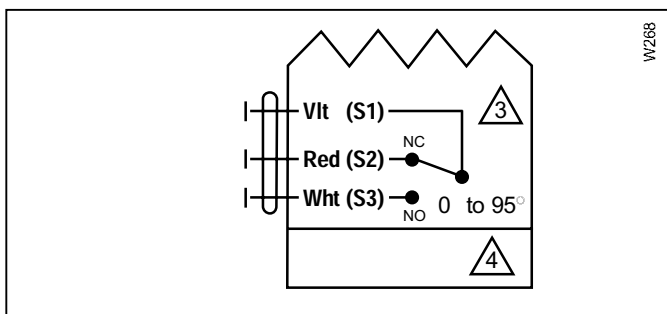 W268
Vlt (S1)
3
NC
Red (S2)
Wht (S3)
NO
0 to 95°
4